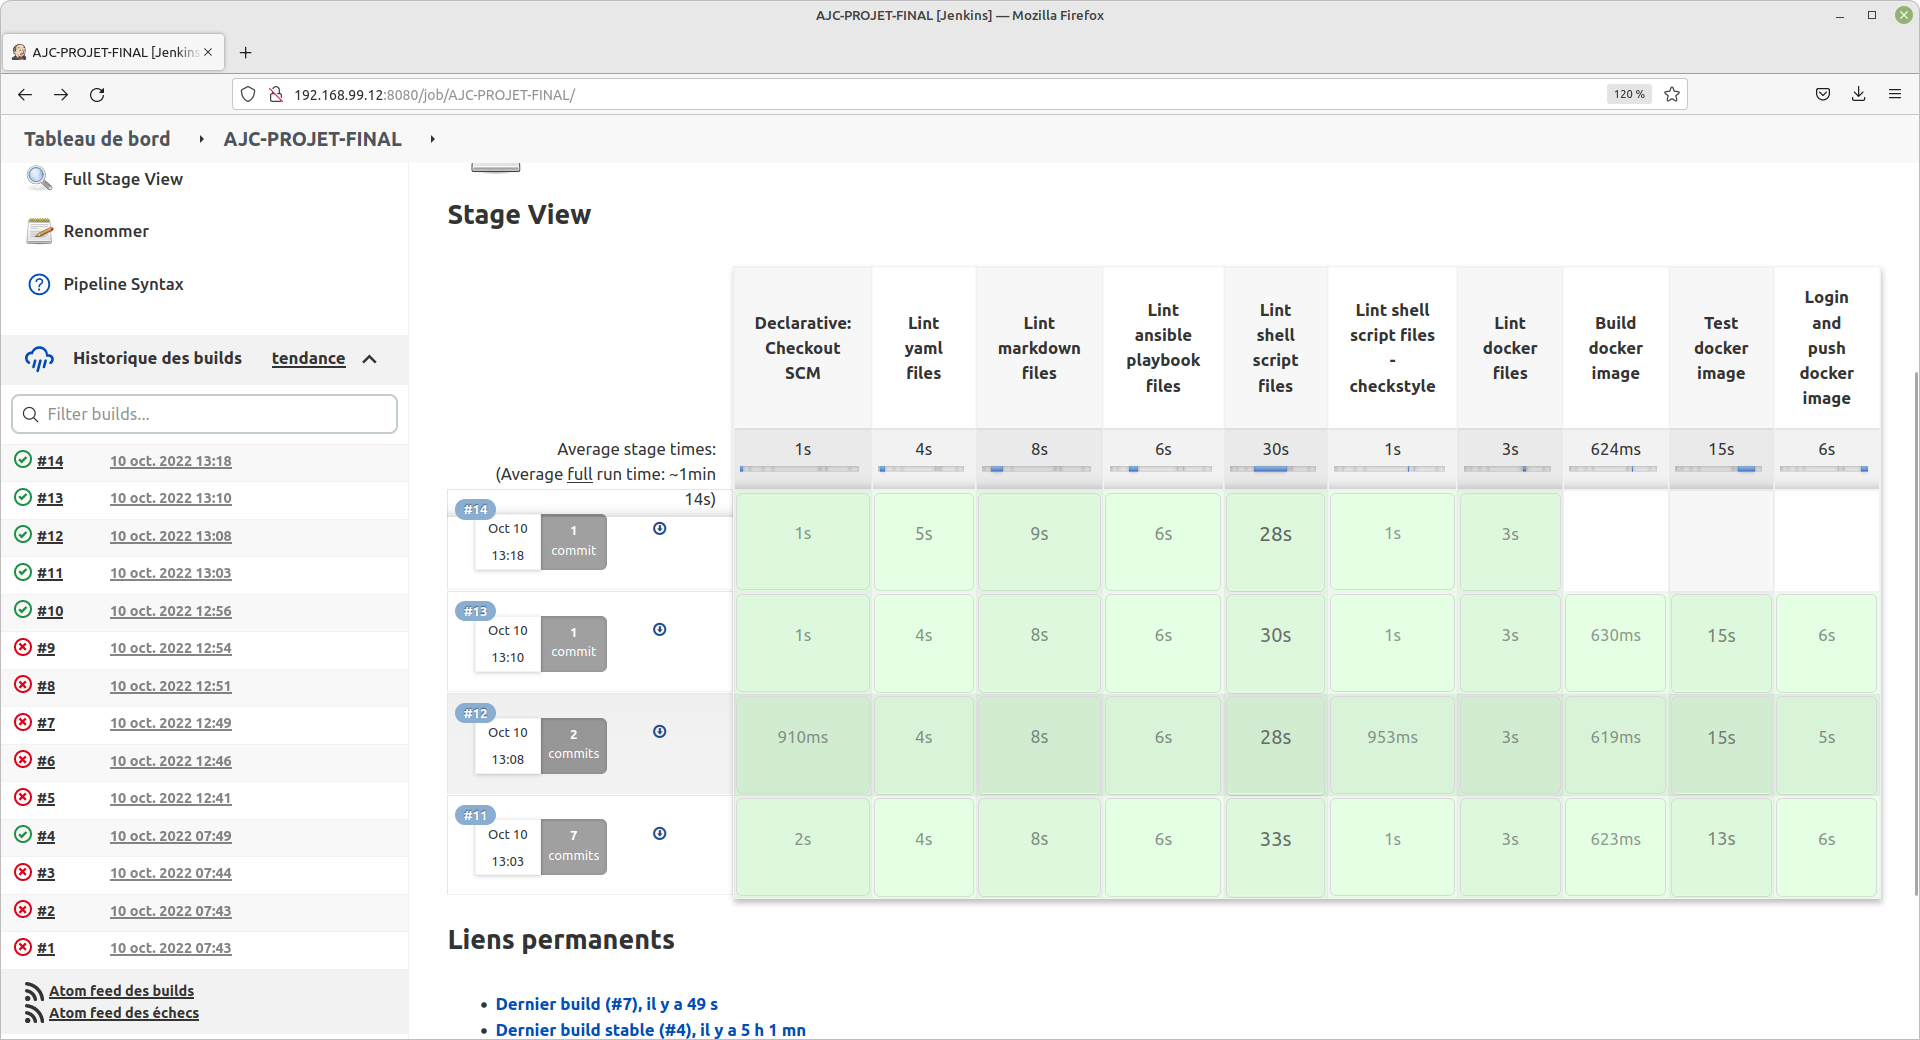 AJC-PROJET-FINAL [Jenkins] — Mozilla Firefox
AJC-PROJET-FINAL [Jenkins
192.168.99.12:8080/job/AJC-PROJET-FINAL/
120 %
Tableau de bord
AJC-PROJET-FINAL
Full Stage View
Renommer
Pipeline Syntax
Historique des builds
tendance
Filter builds...
#14 10 oct. 2022 13:18
#13 10 oct. 2022 13:10
#12 10 oct. 2022 13:08
#11 10 oct. 2022 13:03
#10 10 oct. 2022 12:56
#9 10 oct. 2022 12:54
#8 10 oct. 2022 12:51
#7 10 oct. 2022 12:49
#6 10 oct. 2022 12:46
#5 10 oct. 2022 12:41
#4 10 oct. 2022 07:49
#3 10 oct. 2022 07:44
#2 10 oct. 2022 07:43
#1 10 oct. 2022 07:43
Atom feed des builds
Atom feed des échecs
Stage View
Declarative:
Checkout
SCM
Lint
yaml
files
Lint
markdown
files
Lint
ansible
playbook
files
Lint
shell
script
files
Lint shell
script files
-
checkstyle
Lint
docker
files
Build
docker
image
Test
docker
image
Login
and
push
docker
image
Average stage times:
(Average full run time: ~1min
14s)
1s 4s 8s 6s 30s 1s 3s 624ms 15s 6s
#14
Oct 10
13:18
1
commit
1s 5s 9s 6s 28s 1s 3s
#13
Oct 10
13:10
1
commit
1s 4s 8s 6s 30s 1s 3s 630ms 15s 6s
#12
Oct 10
13:08
2
commits
910ms 4s 8s 6s 28s 953ms 3s 619ms 15s 5s
#11
Oct 10
13:03
7
commits
2s 4s 8s 6s 33s 1s 3s 623ms 13s 6s
Liens permanents
Dernier build (#7), il y a 49 s
Dernier build stable (#4), il y a 5 h 1 mn